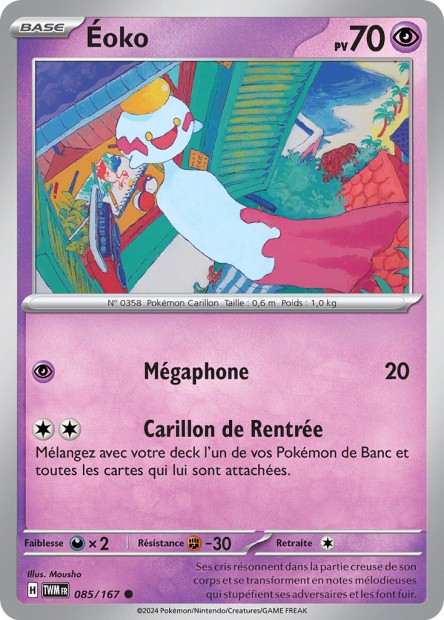 BASE
Éoko
PV 70
N° 0358 Pokémon Carillon Taille : 0,6 m Poids : 1,0 kg
Mégaphone 20
Carillon de Rentrée
Mélangez avec votre deck l'un de vos Pokémon de Banc et
toutes les cartes qui lui sont attachées.
Faiblesse ×2 Résistance -30 Retraite
Illus. Mousho
H TWM FR 085/167
Ses cris résonnent dans la partie creuse de son
corps et se transforment en notes mélodieuses
qui stupéfient ses adversaires et les font fuir.
©2024 Pokémon/Nintendo/Creatures/GAME FREAK